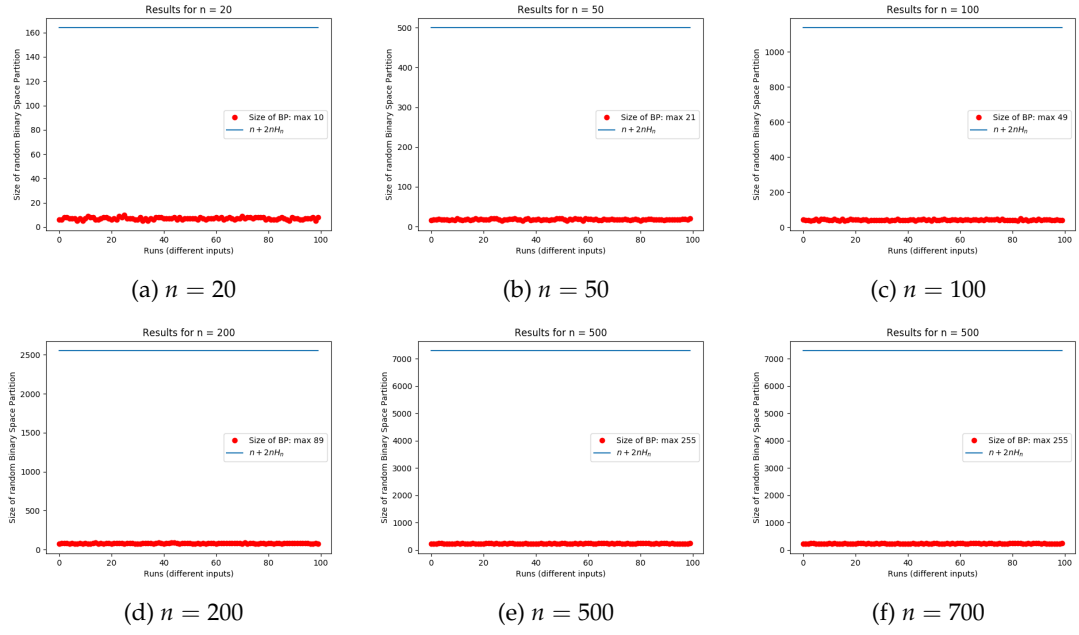 Results for n = 20
Size of random Binary Space Partition
160
140
120
100
80
60
40
20
0
Size of BP: max 10
n + 2nHₙ
0 20 40 60 80 100
Runs (different inputs)
(a) n = 20
Results for n = 50
Size of random Binary Space Partition
500
400
300
200
100
0
Size of BP: max 21
n + 2nHₙ
0 20 40 60 80 100
Runs (different inputs)
(b) n = 50
Results for n = 100
Size of random Binary Space Partition
1000
800
600
400
200
0
Size of BP: max 49
n + 2nHₙ
0 20 40 60 80 100
Runs (different inputs)
(c) n = 100
Results for n = 200
Size of random Binary Space Partition
2500
2000
1500
1000
500
0
Size of BP: max 89
n + 2nHₙ
0 20 40 60 80 100
Runs (different inputs)
(d) n = 200
Results for n = 500
Size of random Binary Space Partition
7000
6000
5000
4000
3000
2000
1000
0
Size of BP: max 255
n + 2nHₙ
0 20 40 60 80 100
Runs (different inputs)
(e) n = 500
Results for n = 500
Size of random Binary Space Partition
7000
6000
5000
4000
3000
2000
1000
0
Size of BP: max 255
n + 2nHₙ
0 20 40 60 80 100
Runs (different inputs)
(f) n = 700